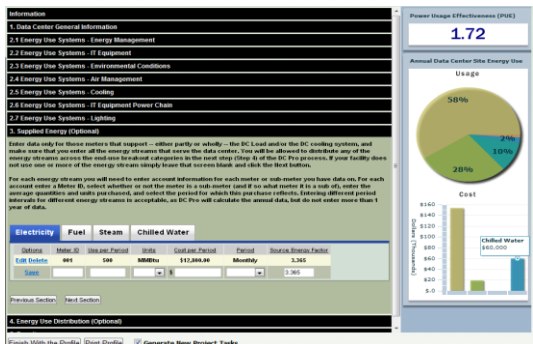 Information
1. Data Center General Information
2.1 Energy Use Systems - Energy Management
2.2 Energy Use Systems - IT Equipment
2.3 Energy Use Systems - Environmental Conditions
2.4 Energy Use Systems - Air Management
2.5 Energy Use Systems - Cooling
2.6 Energy Use Systems - IT Equipment Power Chain
2.7 Energy Use Systems - Lighting
3. Supplied Energy (Optional)
Enter data only for those meters that support -- either partly or wholly -- the DC Load and/or the DC cooling system, and
make sure that you enter all the energy streams that serve the data center. You will be allowed to distribute any of the
energy streams across the end-use breakout categories in the next step (Step 4) of the DC Pro process. If your facility does
not use one or more of the energy stream simply leave that screen blank and click the Next button.
For each energy stream you will need to enter account information for each meter or sub-meter you have data on. For each
account enter a Meter ID, select whether or not the meter is a sub-meter (and if so what meter it is a sub of), enter the
average quantities and units purchased, and select the period for which this purchase reflects. Entering different period
intervals for different energy streams is acceptable, as DC Pro will calculate the annual data, but do not enter more than 1
year of data.
Electricity Fuel Steam Chilled Water
Options Meter ID Use per Period Units Cost per Period Period Source Energy Factor
Edit Delete 001 500 MMBtu $12,800.00 Monthly 3.365
Save $ 3.365
Previous Section Next Section
4. Energy Use Distribution (Optional)
Finish With the Profile Print Profile Generate New Project Tasks
Power Usage Effectiveness (PUE)
1.72
Annual Data Center Site Energy Use
Usage
58%
2%
10%
28%
Cost
Dollars (Thousands)
$160
$140
$120
$100
$80
$60
$40
$20
$-0
Chilled Water
$60.000